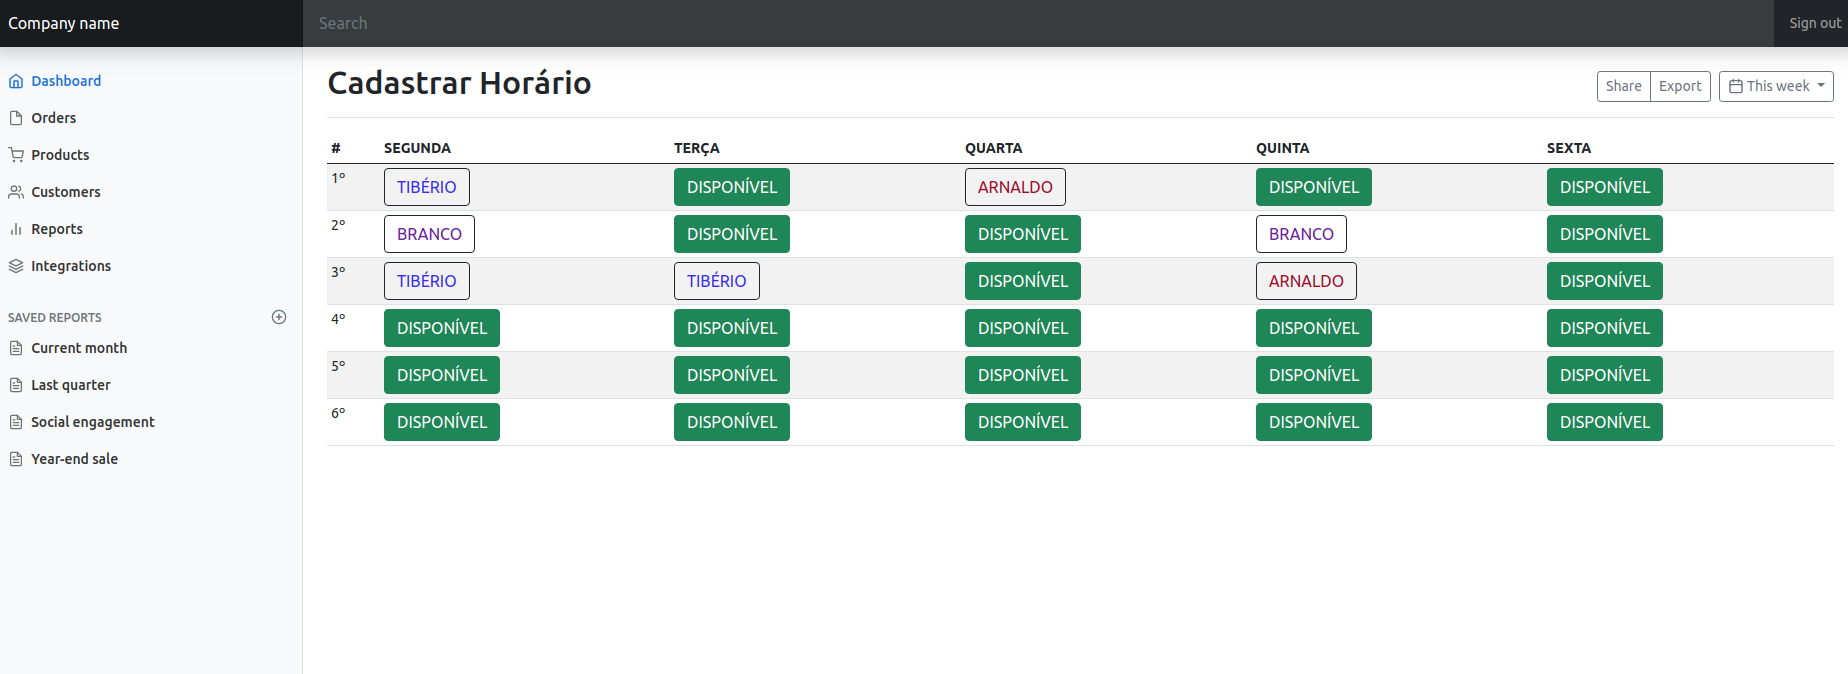 Company name Search Sign out
Dashboard
Orders
Products
Customers
Reports
Integrations
SAVED REPORTS
Current month
Last quarter
Social engagement
Year-end sale
Cadastrar Horário Share Export This week
# SEGUNDA TERÇA QUARTA QUINTA SEXTA
1º TIBÉRIO DISPONÍVEL ARNALDO DISPONÍVEL DISPONÍVEL
2º BRANCO DISPONÍVEL DISPONÍVEL BRANCO DISPONÍVEL
3º TIBÉRIO TIBÉRIO DISPONÍVEL ARNALDO DISPONÍVEL
4º DISPONÍVEL DISPONÍVEL DISPONÍVEL DISPONÍVEL DISPONÍVEL
5º DISPONÍVEL DISPONÍVEL DISPONÍVEL DISPONÍVEL DISPONÍVEL
6º DISPONÍVEL DISPONÍVEL DISPONÍVEL DISPONÍVEL DISPONÍVEL